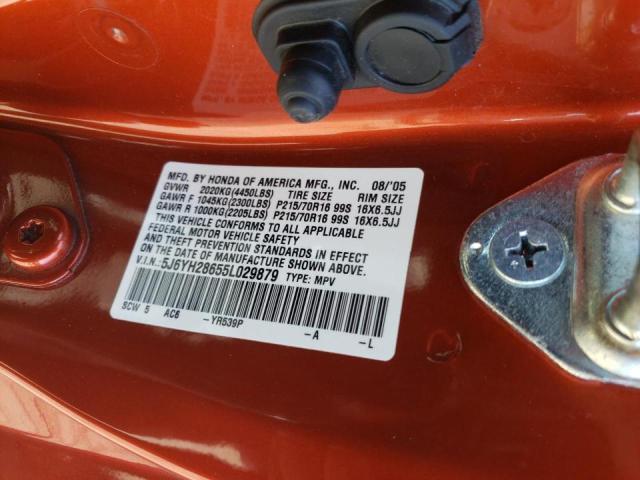 MFD. BY HONDA OF AMERICA MFG., INC. 08/'05
GVWR 2020KG(4450LBS) TIRE SIZE RIM SIZE
GAWR F 1045KG(2300LBS) P215/70R16 99S 16X6.5JJ
GAWR R 1000KG(2205LBS) P215/70R16 99S 16X6.5JJ
THIS VEHICLE CONFORMS TO ALL APPLICABLE
FEDERAL MOTOR VEHICLE SAFETY
AND THEFT PREVENTION STANDARDS IN EFFECT
ON THE DATE OF MANUFACTURE SHOWN ABOVE.
V.I.N.:5J6YH28655L029879 TYPE: MPV
SCW 5 AC6 -YR539P -A -L